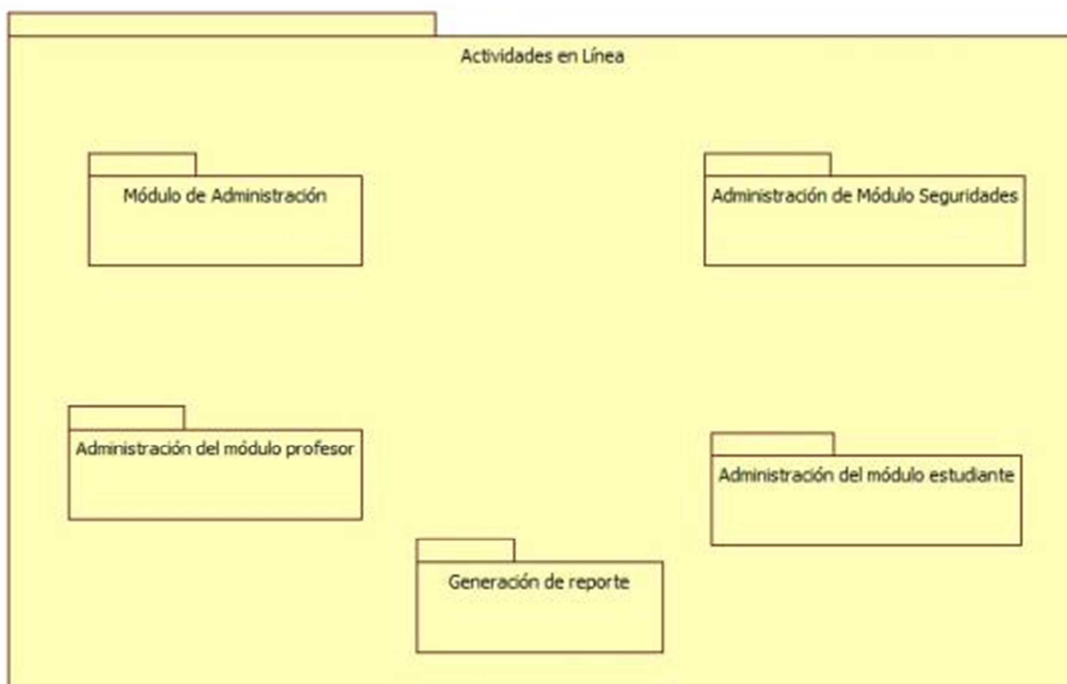 Actividades en Línea
Módulo de Administración
Administración de Módulo Seguridades
Administración del módulo profesor
Administración del módulo estudiante
Generación de reporte